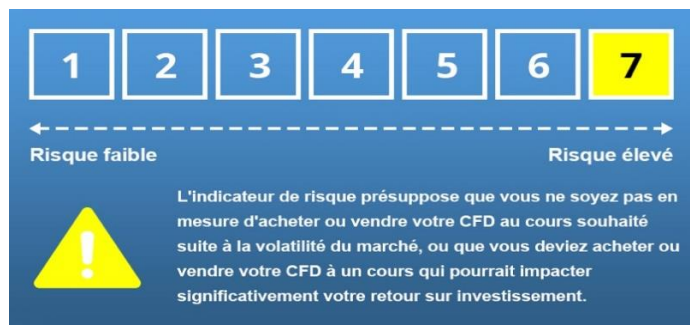 1 2 3 4 5 6 7
Risque faible Risque élevé
L'indicateur de risque présuppose que vous ne soyez pas en
mesure d'acheter ou vendre votre CFD au cours souhaité
suite à la volatilité du marché, ou que vous deviez acheter ou
vendre votre CFD à un cours qui pourrait impacter
significativement votre retour sur investissement.